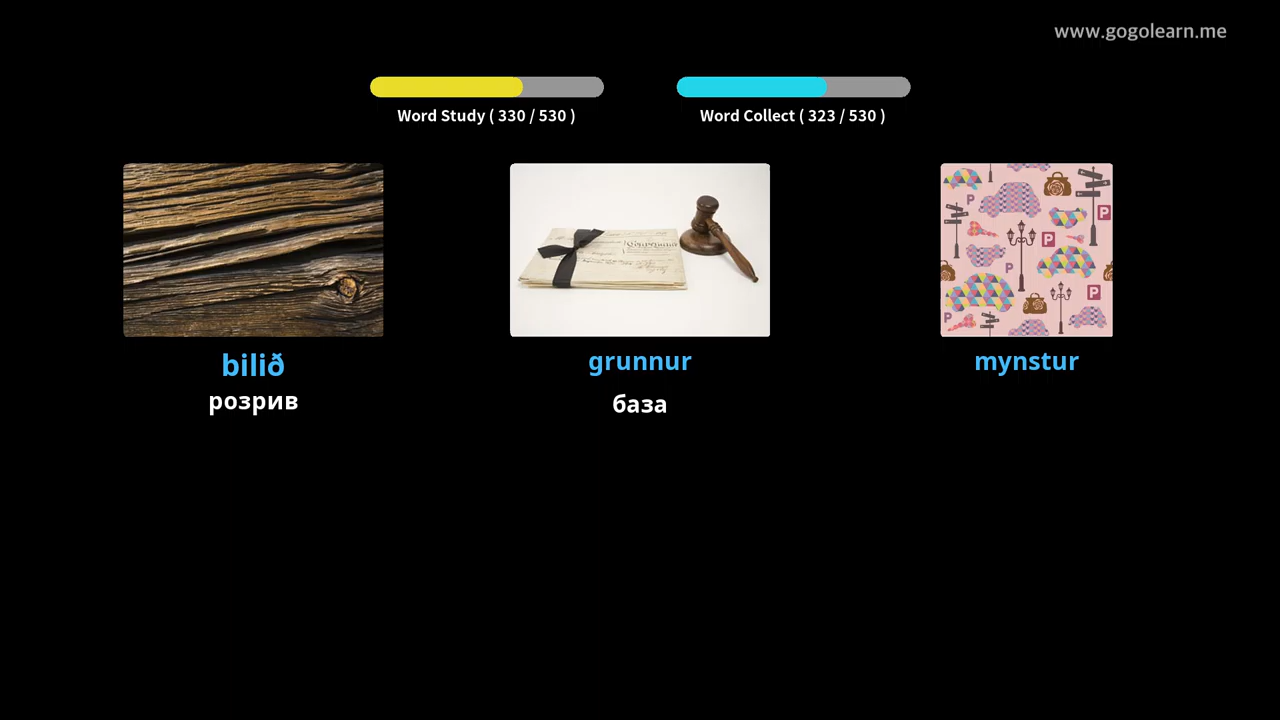 www.gogolearn.me
Word Study ( 330 / 530 )
Word Collect ( 323 / 530 )
P
P
P
P
P
P
bilið
grunnur
mynstur
розрив
база